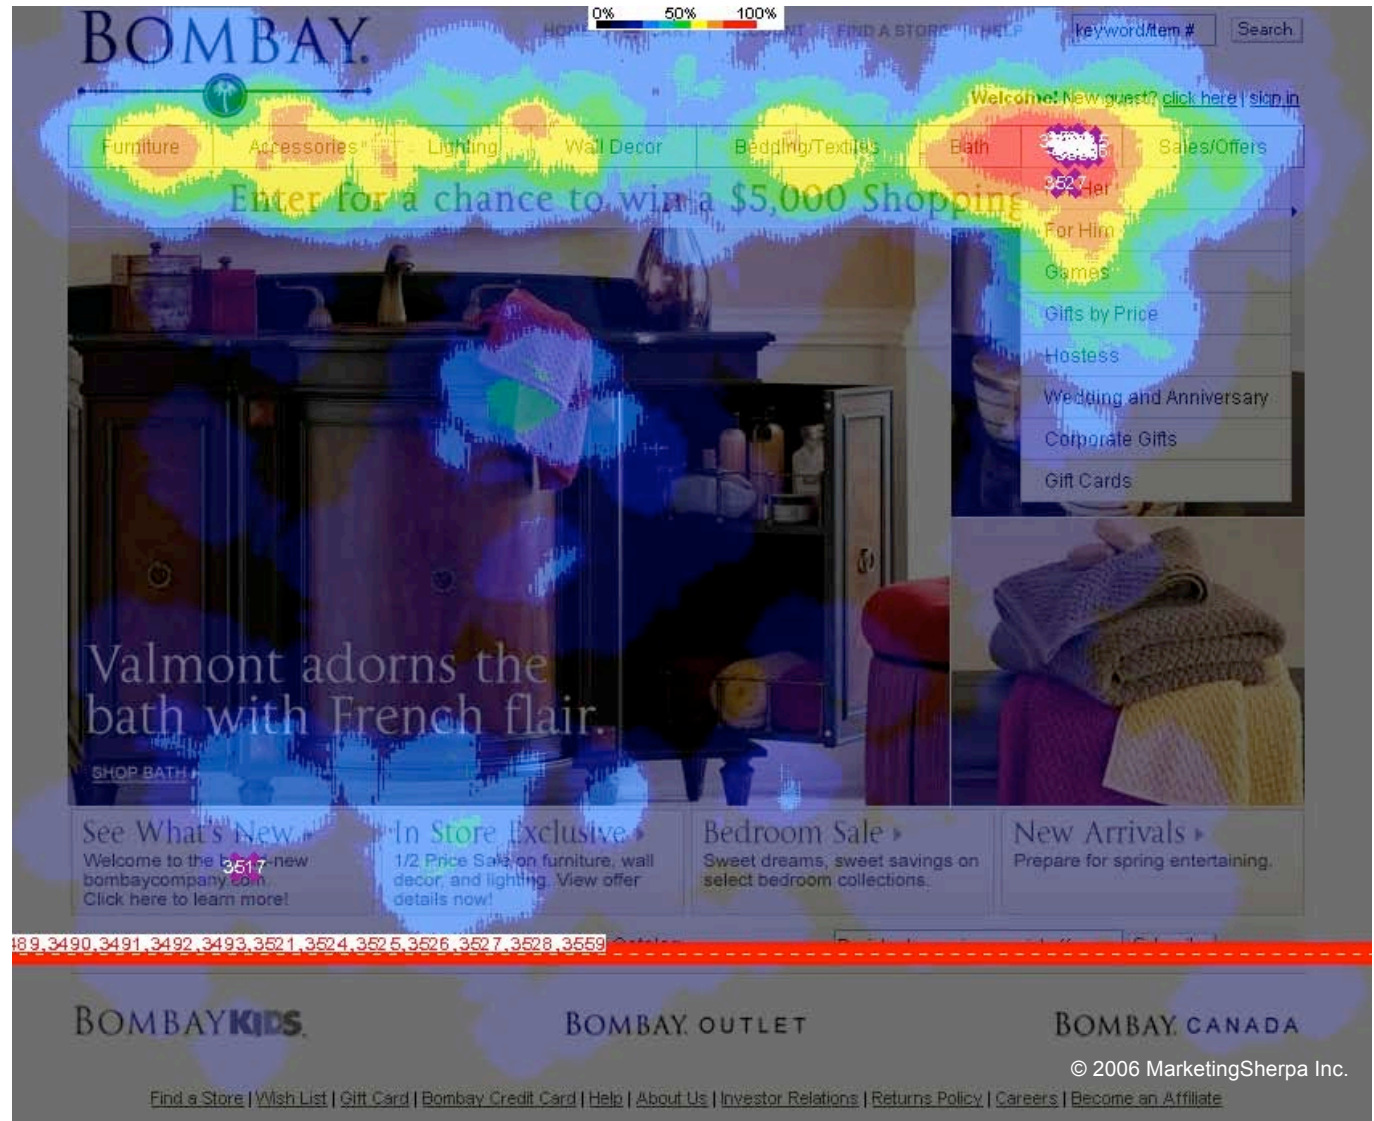 0% 50% 100%
BOMBAY.
HOME ACCOUNT | FIND A STORE | HELP
keyword/item #
Search
Welcome! New guest? click here | sign in
Furniture Accessories Lighting Wall Decor Bedding/Textiles Bath Sales/Offers
3527 Her
Enter for a chance to win a $5,000 Shopping
For Him
Games
Gifts by Price
Hostess
Wedding and Anniversary
Corporate Gifts
Gift Cards
Valmont adorns the
bath with French flair.
SHOP BATH
See What's New
Welcome to the -new
bombaycompany.com.
Click here to learn more!
3517
In Store Exclusive
1/2 Price Sale on furniture, wall
decor, and lighting. View offer
details now!
Bedroom Sale
Sweet dreams, sweet savings on
select bedroom collections.
New Arrivals
Prepare for spring entertaining.
489,3490,3491,3492,3493,3521,3524,3525,3526,3527,3528,3559
BOMBAY KIDS.
BOMBAY. OUTLET
BOMBAY. CANADA
© 2006 MarketingSherpa Inc.
Find a Store | Wish List | Gift Card | Bombay Credit Card | Help | About Us | Investor Relations | Returns Policy | Careers | Become an Affiliate